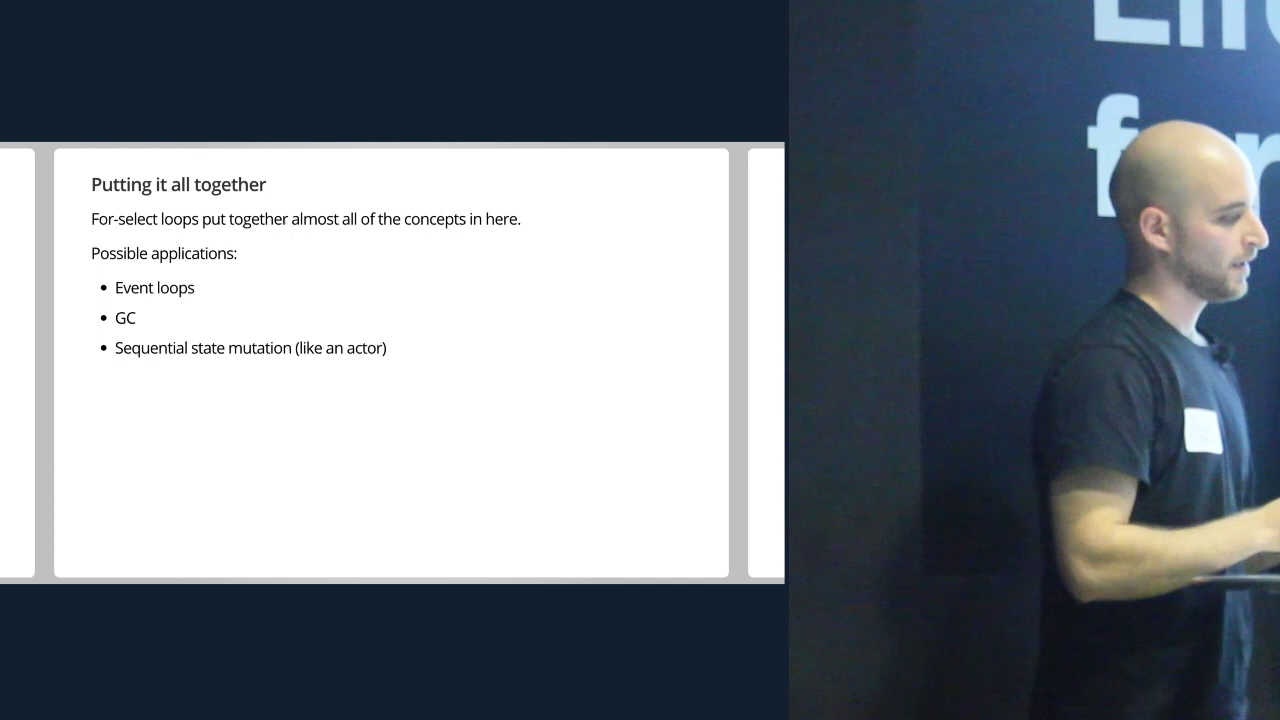 Putting it all together
For-select loops put together almost all of the concepts in here.
Possible applications:
• Event loops
• GC
• Sequential state mutation (like an actor)